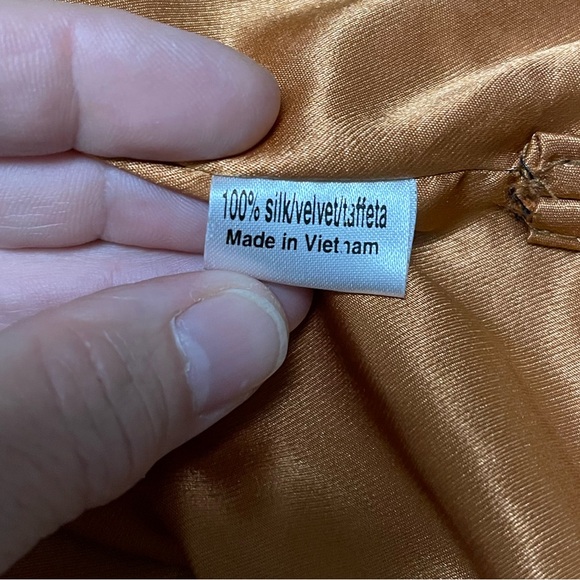 100% silk/velvet/taffeta
Made in Vietnam